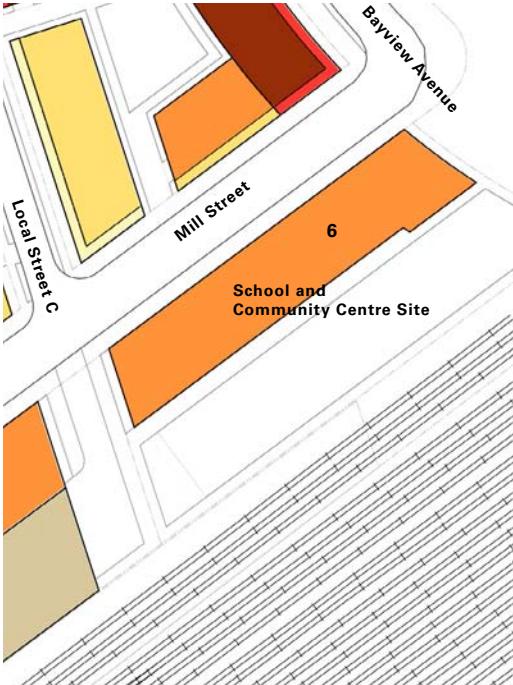 Bayview Avenue
Mill Street
Local Street C
6
School and
Community Centre Site